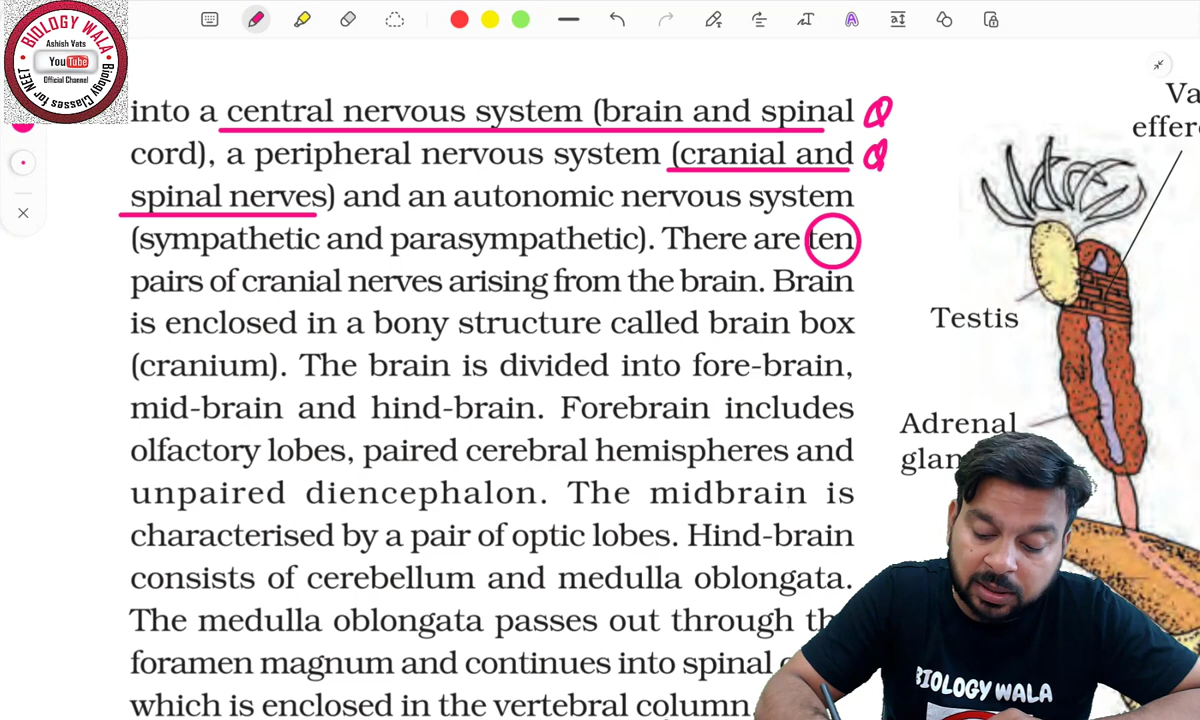 BIOLOGY WALA
Ashish Vats
YouTube
Official Channel
Biology Classes for NEET
into a central nervous system (brain and spinal
cord), a peripheral nervous system (cranial and
spinal nerves) and an autonomic nervous system
(sympathetic and parasympathetic). There are ten
pairs of cranial nerves arising from the brain. Brain
is enclosed in a bony structure called brain box
(cranium). The brain is divided into fore-brain,
mid-brain and hind-brain. Forebrain includes
olfactory lobes, paired cerebral hemispheres and
unpaired diencephalon. The midbrain is
characterised by a pair of optic lobes. Hind-brain
consists of cerebellum and medulla oblongata.
The medulla oblongata passes out through
foramen magnum and continues into spinal
which is enclosed in the vertebral column.
Va
effere
Testis
Adrenal
glan
BIOLOGY WALA